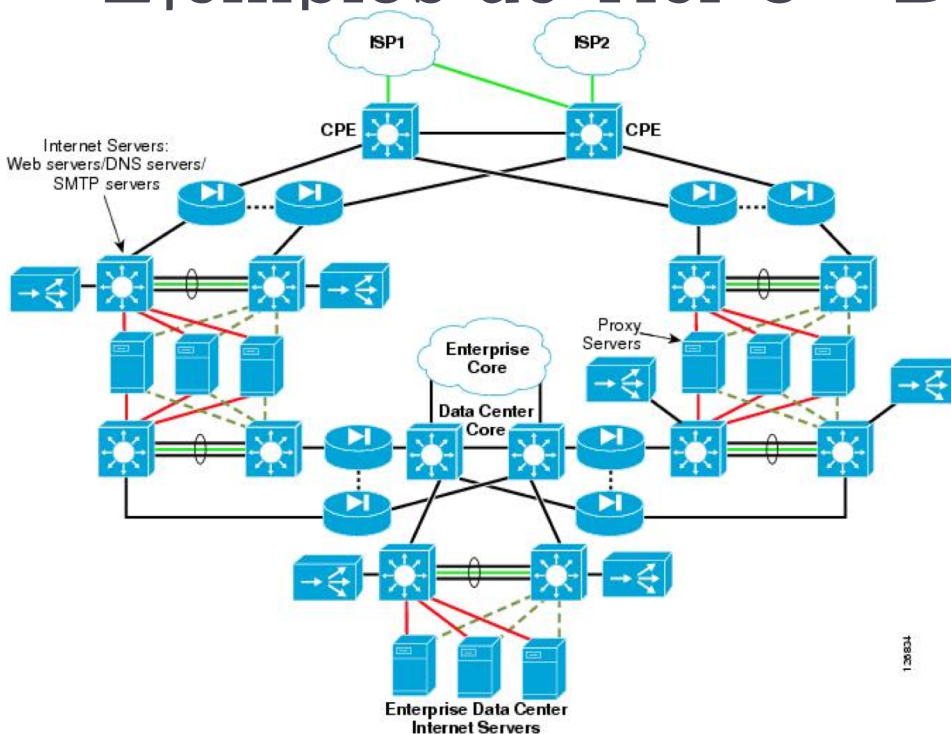 ISP1
ISP2
CPE
CPE
Internet Servers:
Web servers/DNS servers/
SMTP servers
Proxy
Servers
Enterprise
Core
Data Center
Core
Enterprise Data Center
Internet Servers
126834